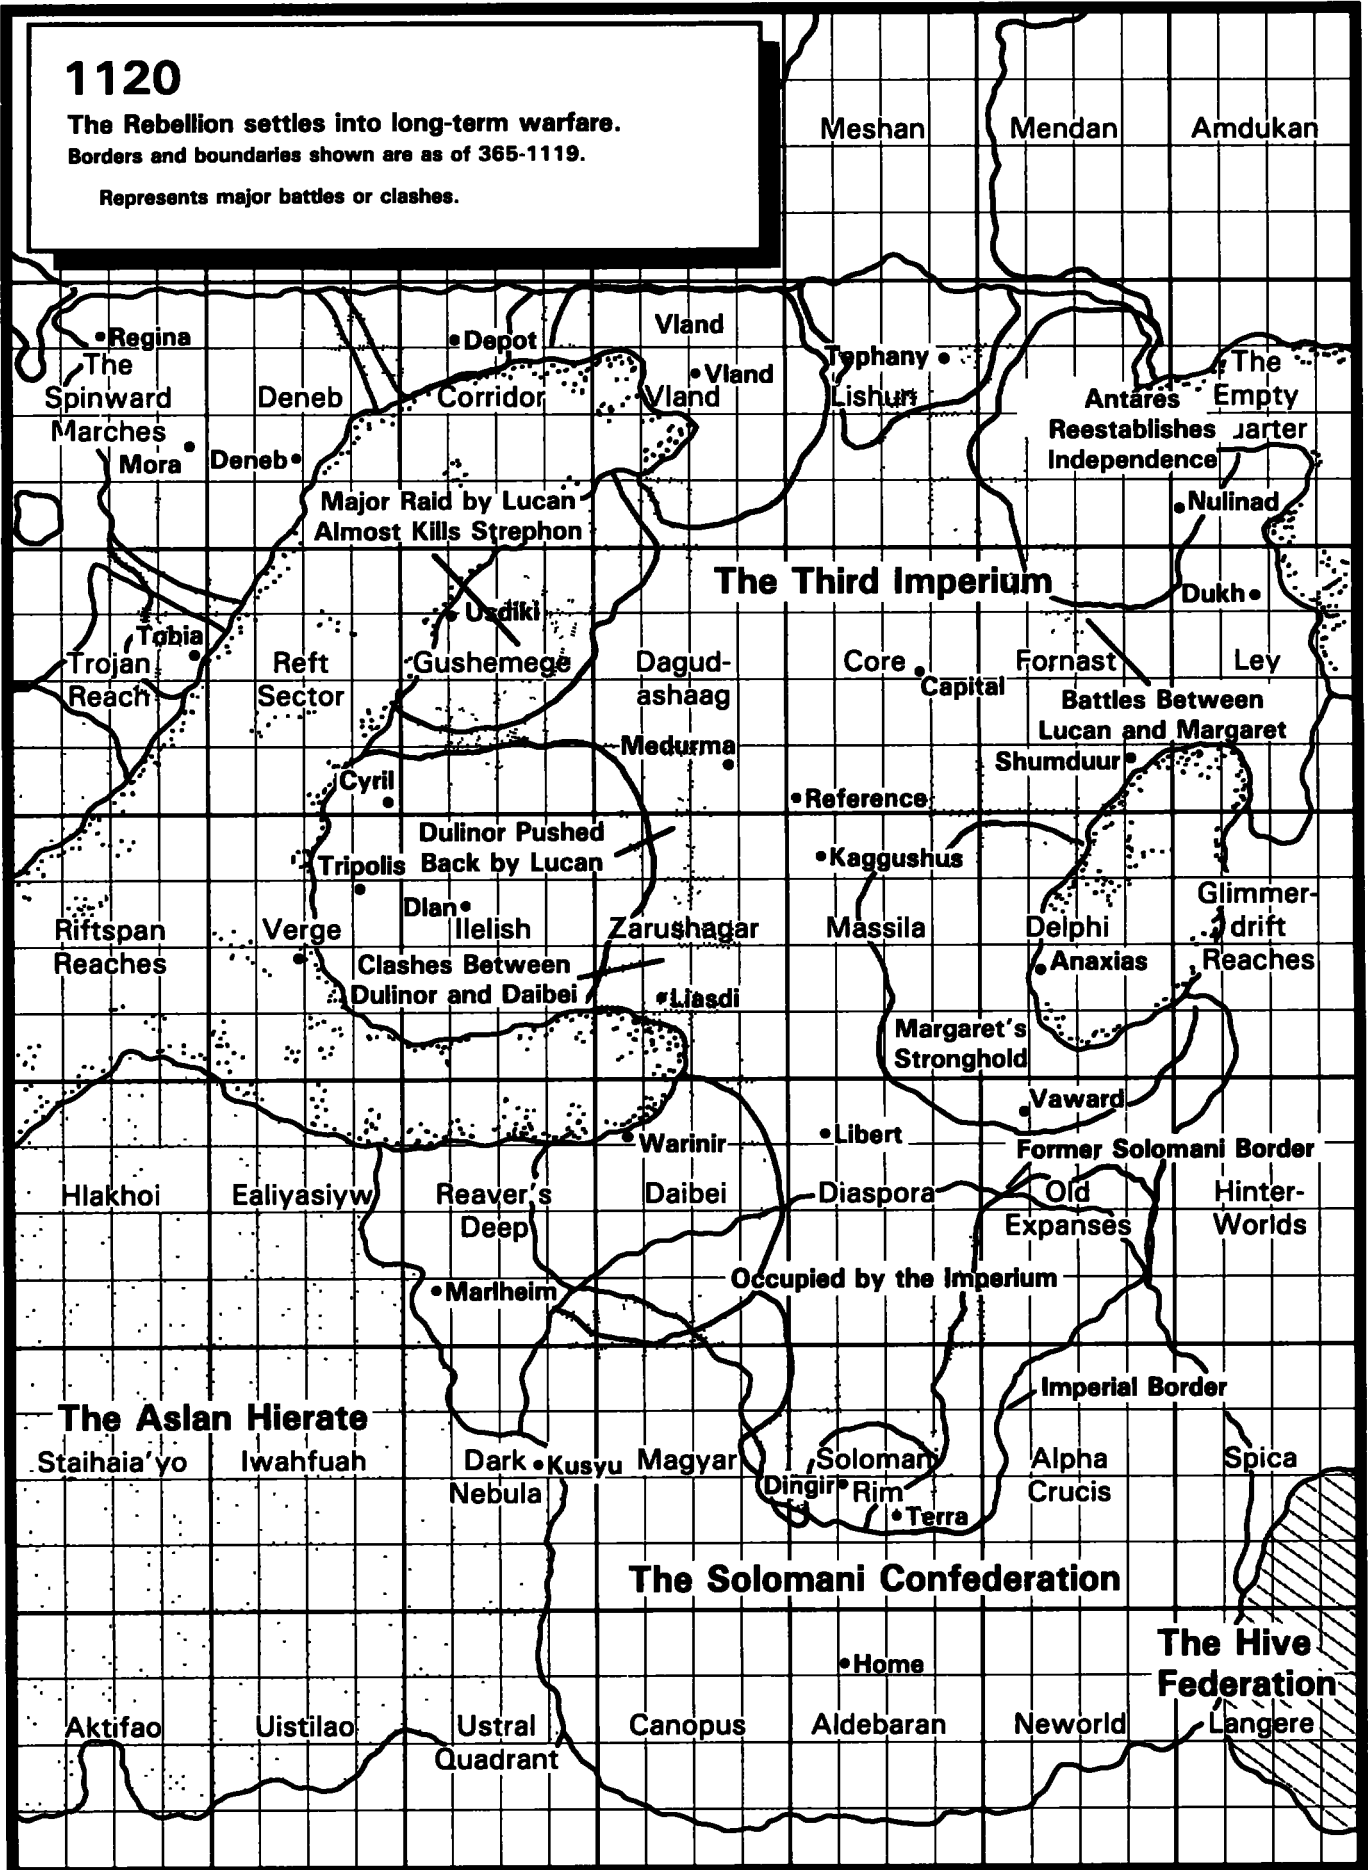 1120
The Rebellion settles into long-term warfare.
Borders and boundaries shown are as of 365-1119.
Represents major battles or clashes.
Meshan
Mendan
Amdukan
Regina
The
Spinward
Marches
Mora
Deneb
Deneb
Depot
Corridor
Vland
Vland
Vland
Tephany
Lishun
Antares
Reestablishes
Independence
The
Empty
uarter
Nulinad
Major Raid by Lucan
Almost Kills Strephon
The Third Imperium
Dukh
Usdiki
Tobia
Trojan
Reach
Reft
Sector
Gushemege
Dagud-
ashaag
Core
Capital
Fornast
Ley
Battles Between
Lucan and Margaret
Medurma
Shumduur
Cyril
Reference
Dulinor Pushed
Back by Lucan
Tripolis
Kaggushus
Dlan
Glimmer-
drift
Reaches
Riftspan
Reaches
Verge
Ilelish
Zarushagar
Massila
Delphi
Anaxias
Clashes Between
Dulinor and Daibei
Liasdi
Margaret's
Stronghold
Vaward
Warinir
Libert
Former Solomani Border
Hlakhoi
Ealiyasiyw
Reaver's
Deep
Daibei
Diaspora
Old
Expanses
Hinter-
Worlds
Occupied by the Imperium
Marlheim
Imperial Border
The Aslan Hierate
Staihaia'yo
Iwahfuah
Dark
Nebula
Kusyu
Magyar
Solomani
Rim
Dingir
Terra
Alpha
Crucis
Spica
The Solomani Confederation
The Hive
Federation
Home
Aktifao
Uistilao
Ustral
Quadrant
Canopus
Aldebaran
Neworld
Langere